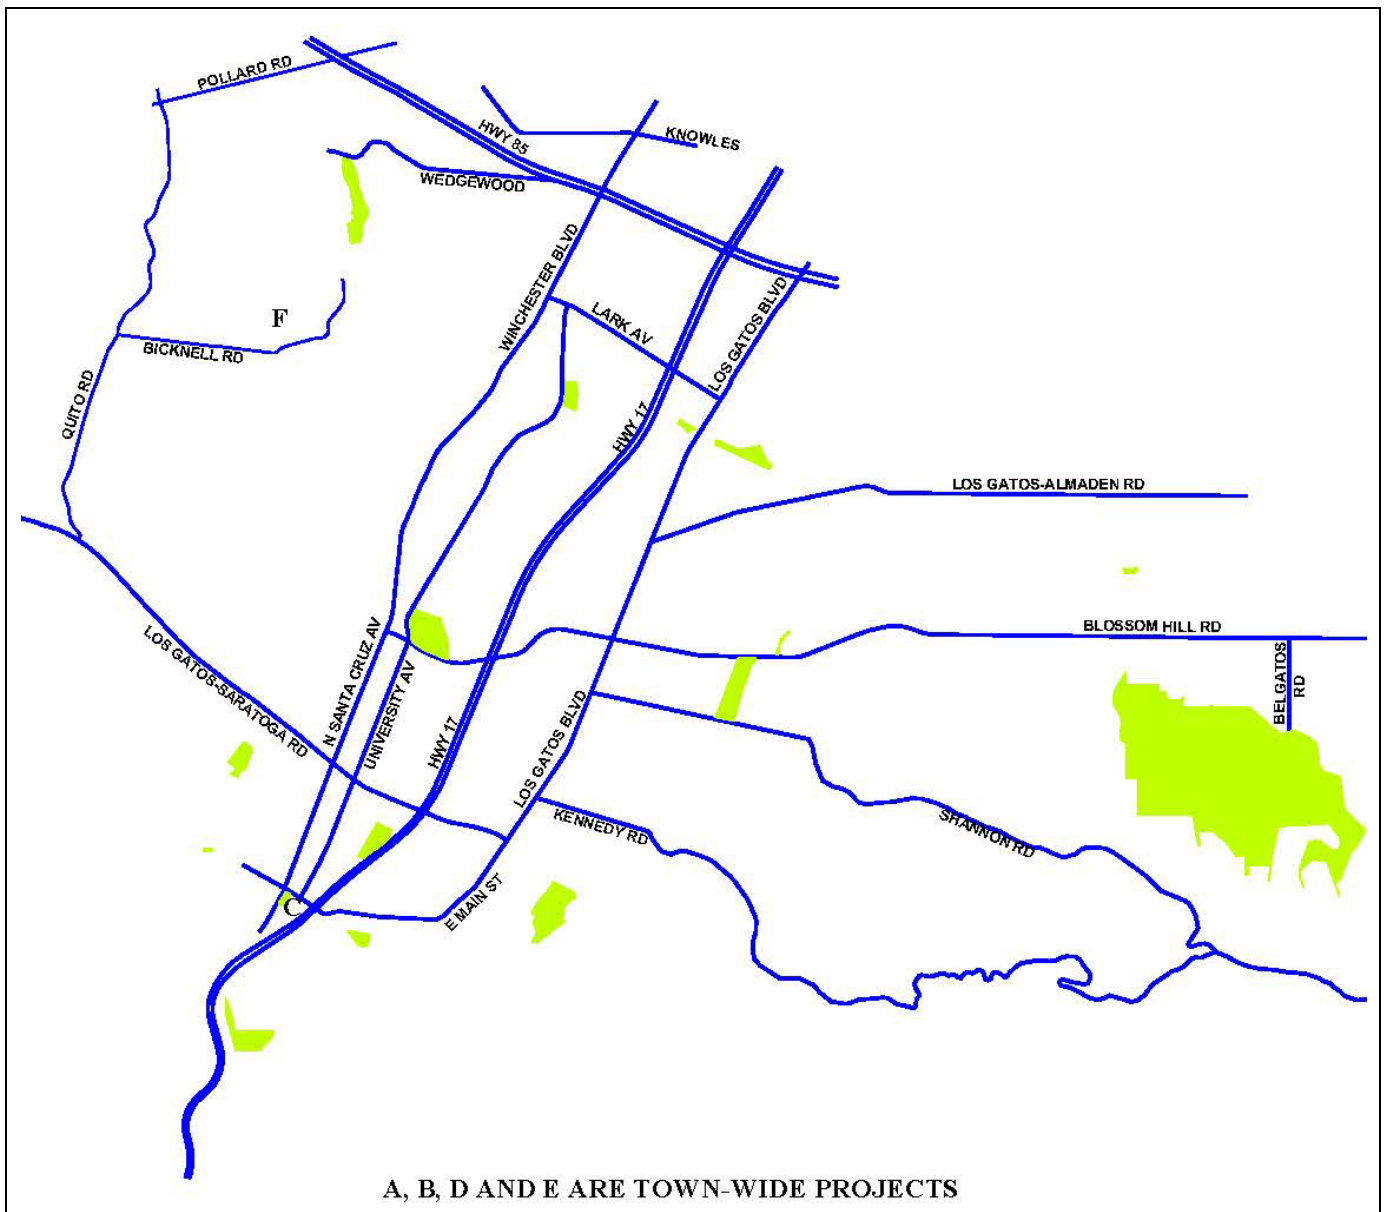 POLLARD RD
HWY 85
KNOWLES
WEDGEWOOD
WINCHESTER BLVD
LARK AV
LOS GATOS BLVD
F
BICKNELL RD
QUITO RD
HWY 17
LOS GATOS-ALMADEN RD
BLOSSOM HILL RD
BELGATOS
RD
LOS GATOS-SARATOGA RD
N SANTA CRUZ AV
UNIVERSITY AV
HWY 17
LOS GATOS BLVD
KENNEDY RD
SHANNON RD
E MAIN ST
C
A, B, D AND E ARE TOWN-WIDE PROJECTS